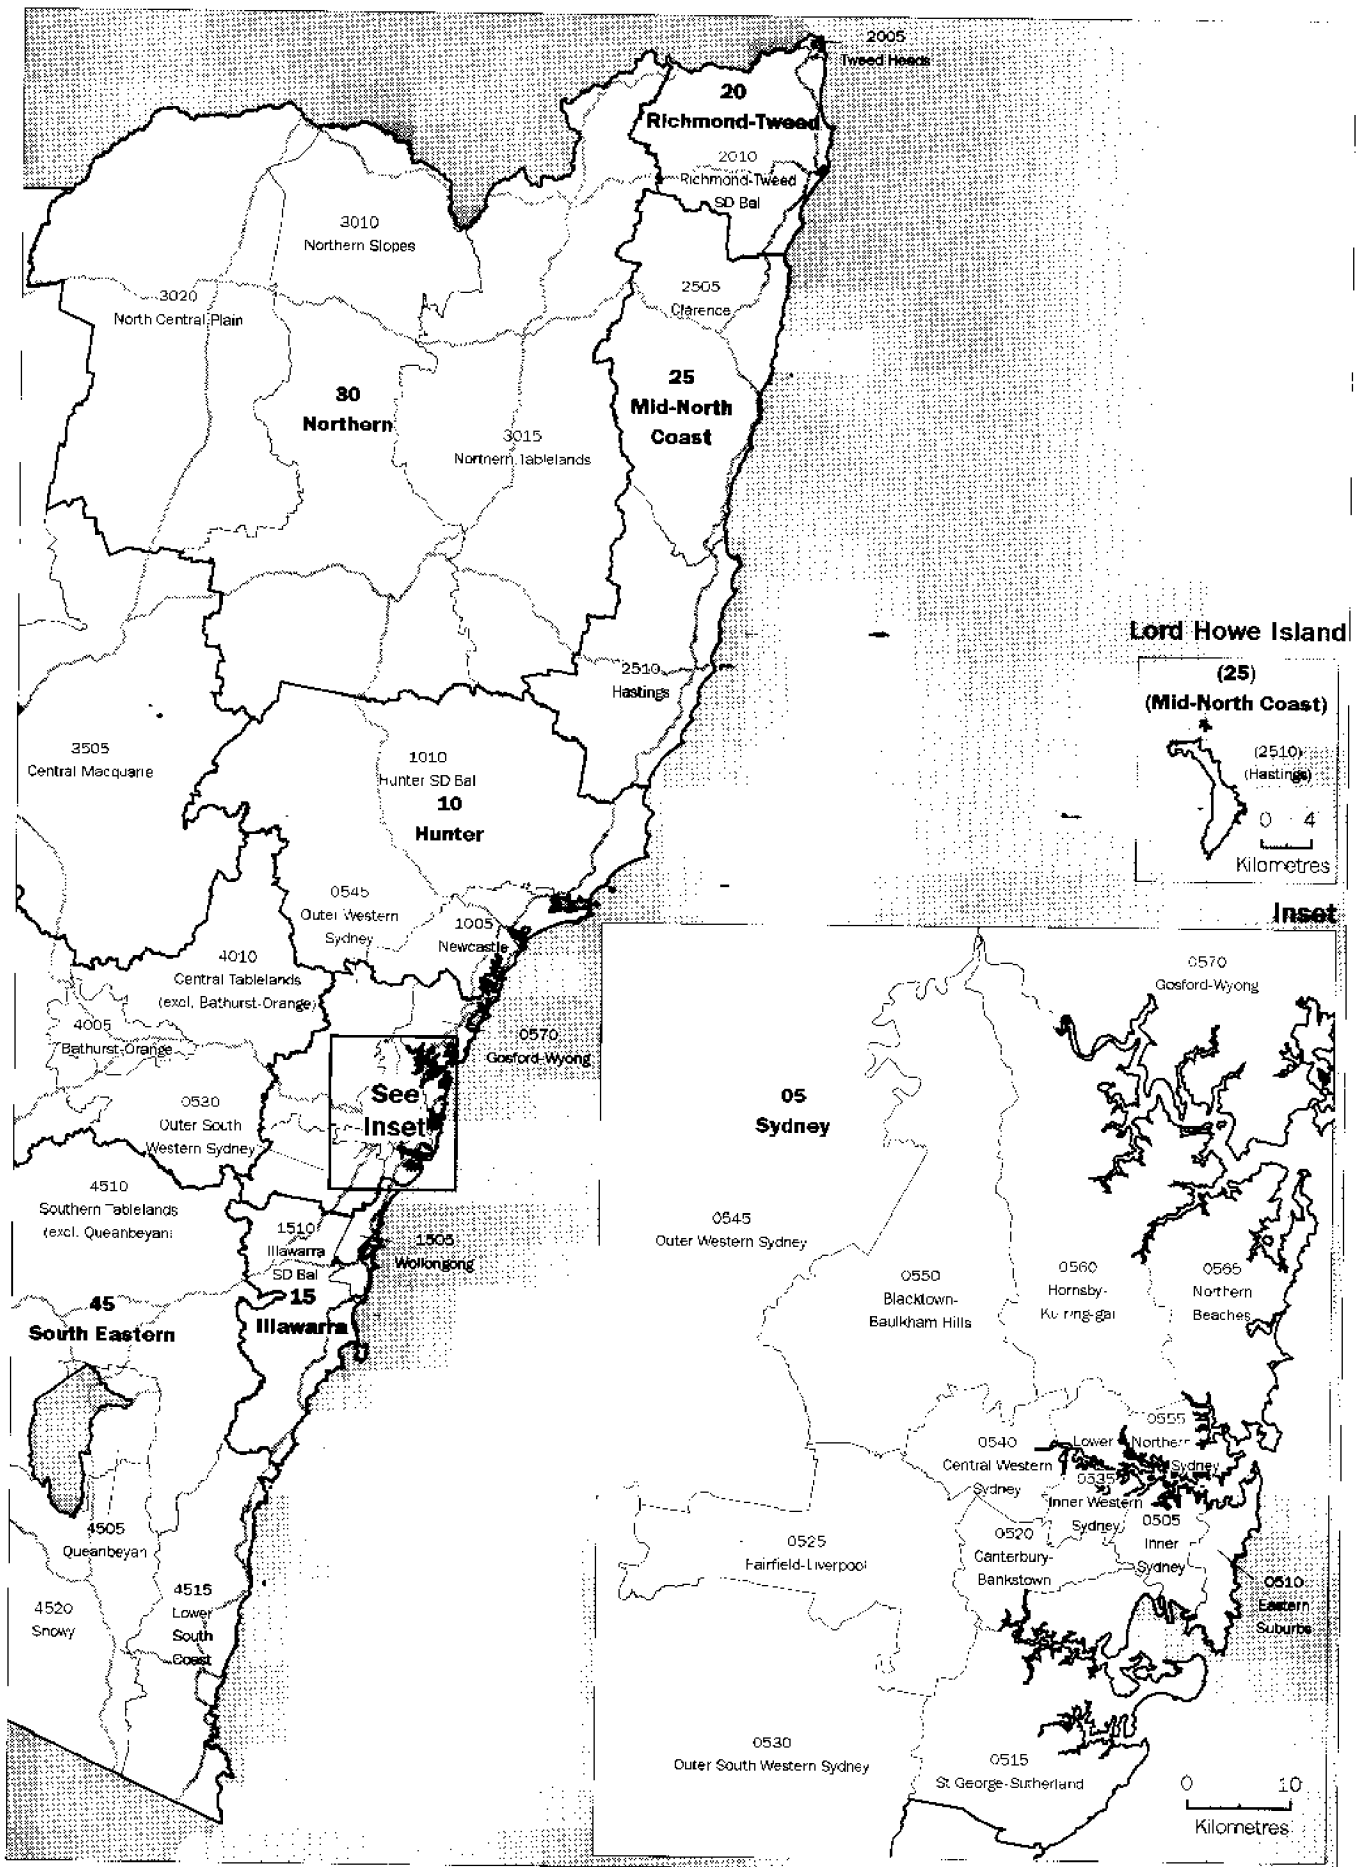 2005
Tweed Heads
20
Richmond-Tweed
2010
Richmond-Tweed
SD Bal
3010
Northern Slopes
3020
North Central Plain
2505
Clarence
30
Northern
25
Mid-North
Coast
3015
Northern Tablelands
2510
Hastings
Lord Howe Island
(25)
(Mid-North Coast)
(2510)
(Hastings)
0 4
Kilometres
3505
Central Macquarie
1010
Hunter SD Bal
10
Hunter
0545
Outer Western
Sydney
1005
Newcastle
4010
Central Tablelands
(excl. Bathurst-Orange)
4005
Bathurst-Orange
0570
Gosford-Wyong
See
Inset
0530
Outer South
Western Sydney
4510
Southern Tablelands
(excl. Queanbeyan)
1510
Illawarra
SD Bal
1505
Wollongong
45
South Eastern
15
Illawarra
4505
Queanbeyan
4520
Snowy
4515
Lower
South
Coast
Inset
0570
Gosford-Wyong
05
Sydney
0545
Outer Western Sydney
0550
Blacktown-
Baulkham Hills
0560
Hornsby-
Ku-ring-gai
0565
Northern
Beaches
0555
Lower Northern
Sydney
0540
Central Western
Sydney
0535
Inner Western
Sydney
0505
Inner
Sydney
0525
Fairfield-Liverpool
0520
Canterbury-
Bankstown
0510
Eastern
Suburbs
0530
Outer South Western Sydney
0515
St George-Sutherland
0 10
Kilometres